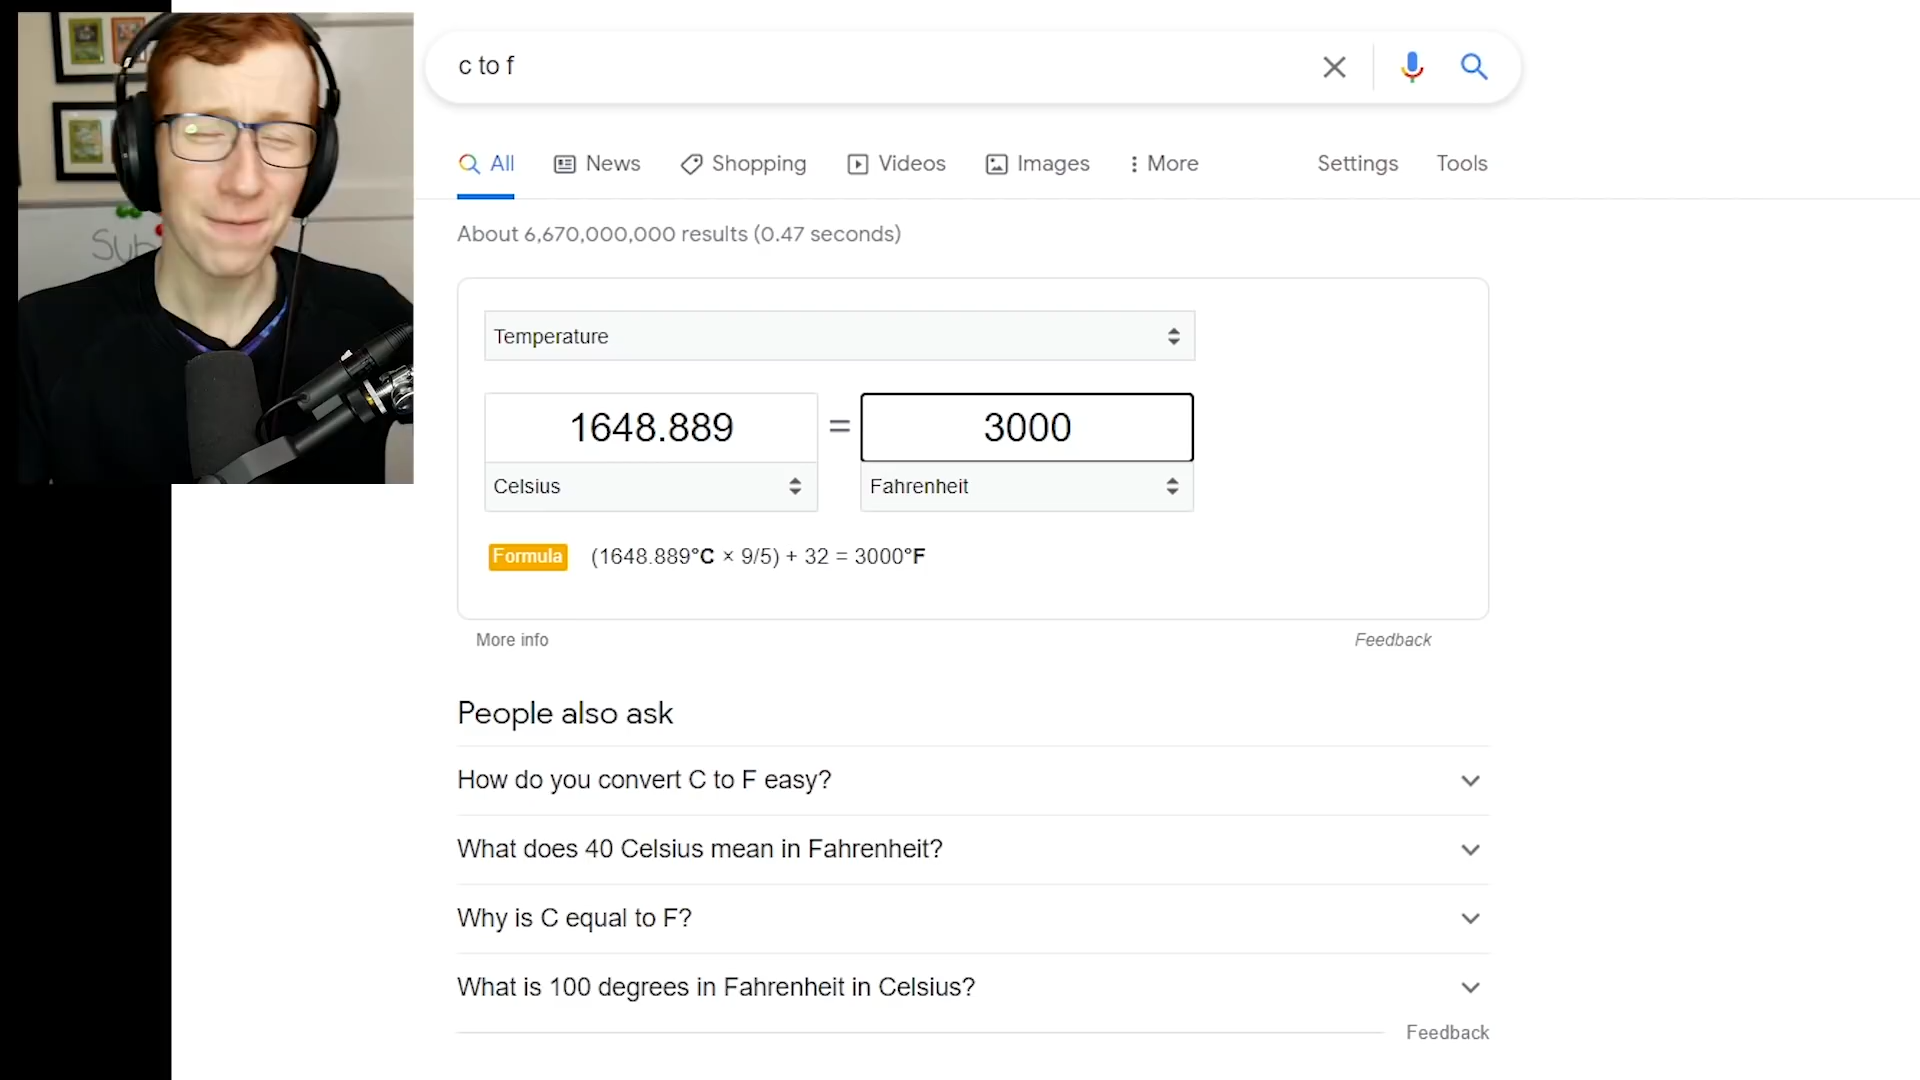 Sub
c to f
All
News
Shopping
Videos
Images
More
Settings
Tools
About 6,670,000,000 results (0.47 seconds)
Temperature
1648.889 = 3000
Celsius
Fahrenheit
Formula (1648.889°C × 9/5) + 32 = 3000°F
More info
Feedback
People also ask
How do you convert C to F easy?
What does 40 Celsius mean in Fahrenheit?
Why is C equal to F?
What is 100 degrees in Fahrenheit in Celsius?
Feedback